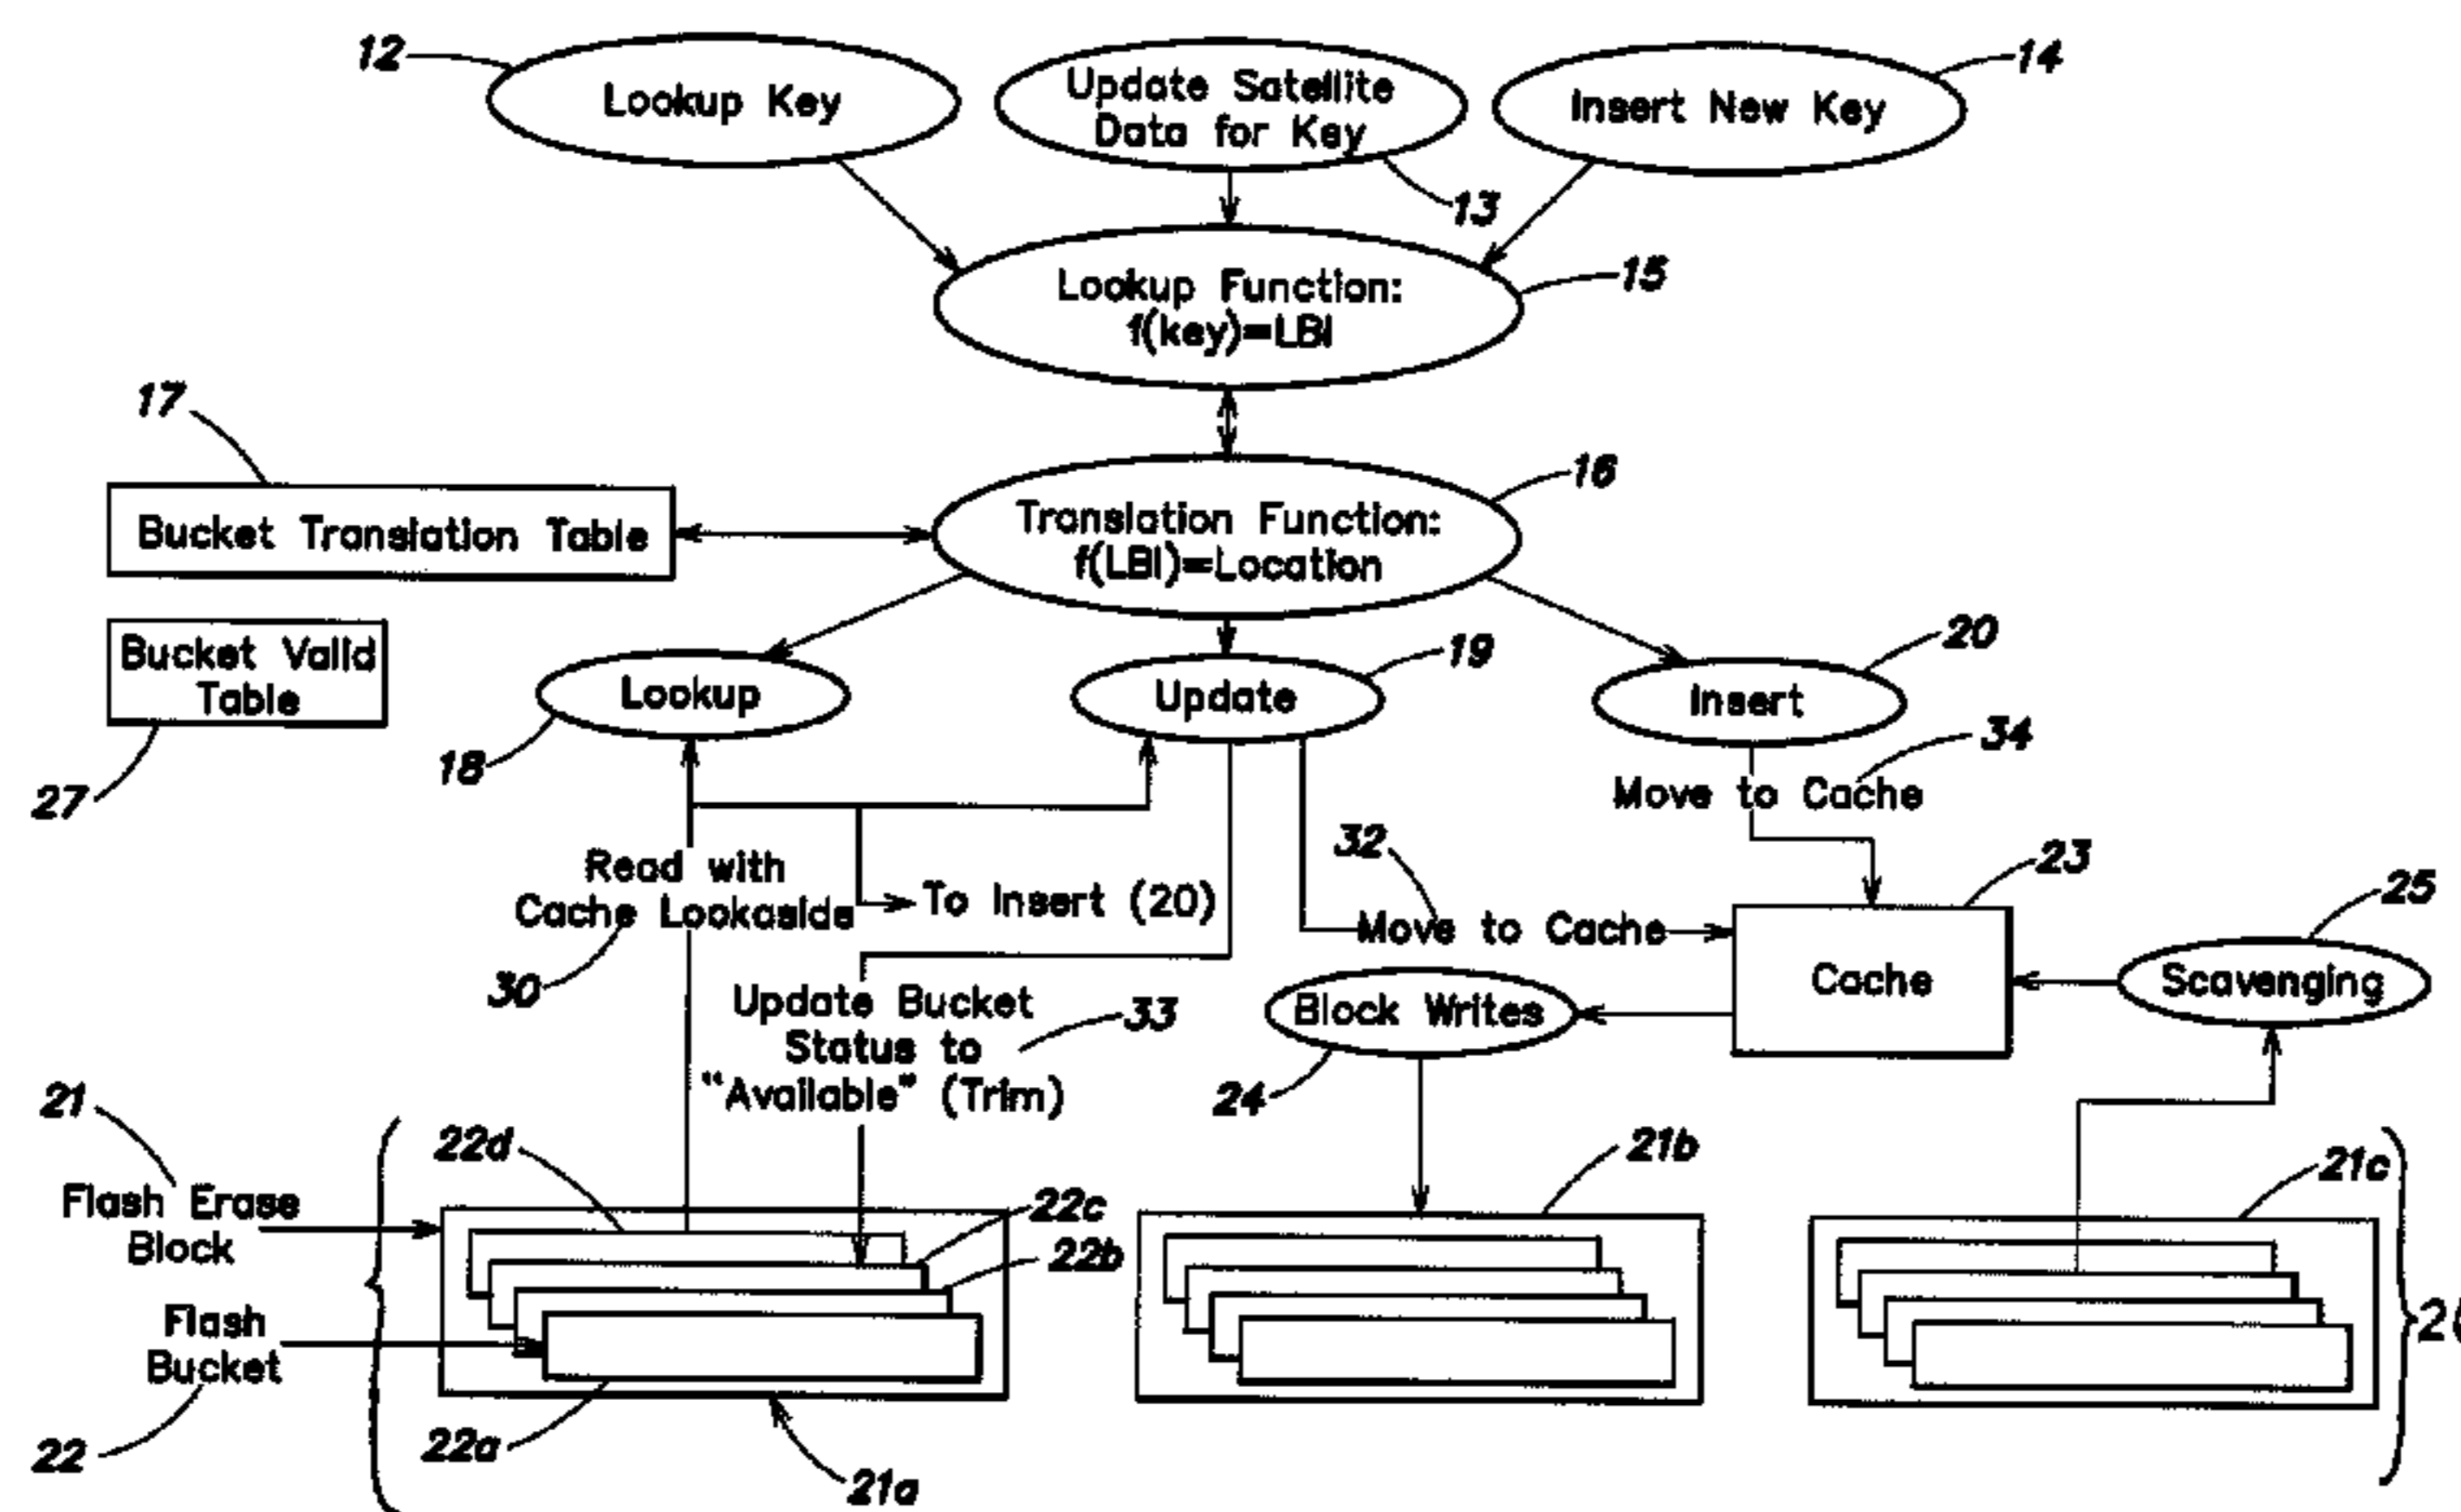 12
Lookup Key
Update Satellite
Data for Key
13
Insert New Key
14
Lookup Function:
f(key)=LBI
15
17
Bucket Translation Table
Translation Function:
f(LBI)=Location
16
Bucket Valid
Table
27
Lookup
18
Update
19
Insert
20
34
Move to Cache
Read with
Cache Lookaside
30
To Insert (20)
32
Move to Cache
23
Cache
25
Scavenging
Update Bucket
Status to
"Available" (Trim)
33
Block Writes
24
21
Flash Erase
Block
Flash
Bucket
22
22d
22c
22b
22a
21a
21b
21c